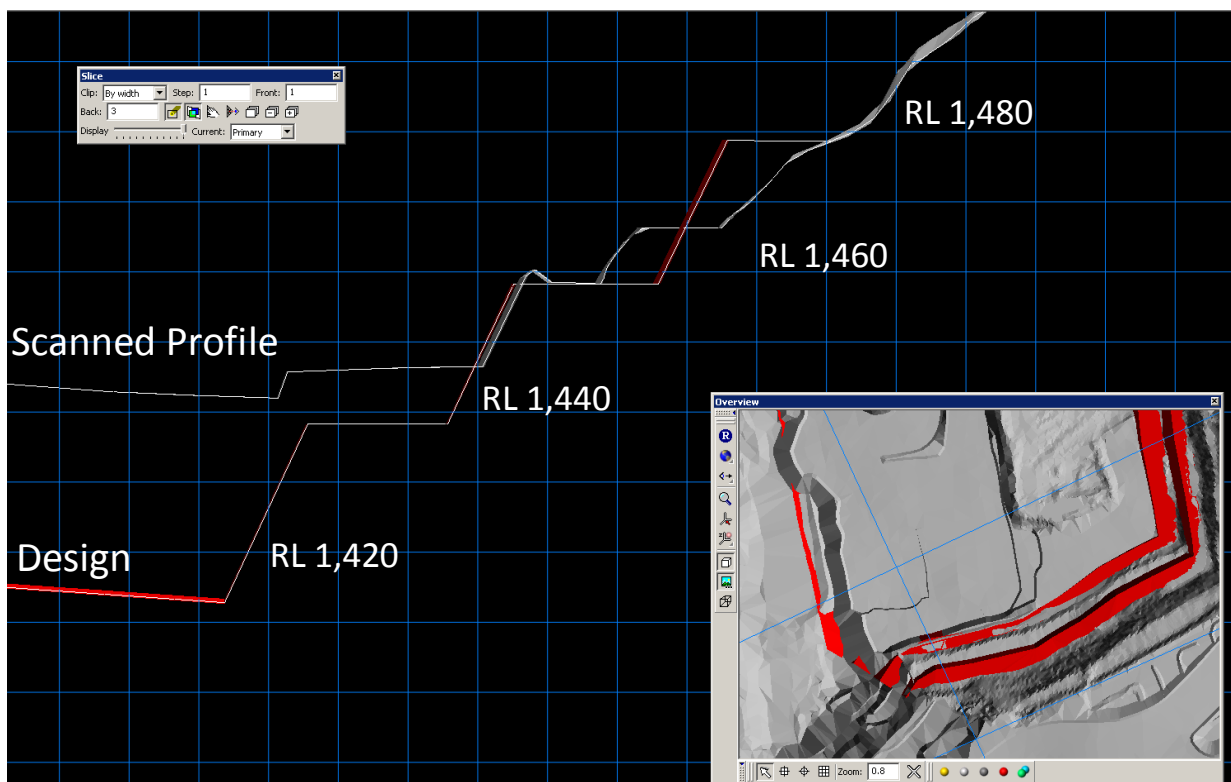 Slice
Clip: By width Step: 1 Front: 1
Back: 3
Display Current: Primary
RL 1,480
RL 1,460
Scanned Profile
RL 1,440
Design
RL 1,420
Overview
R
Zoom: 0.8